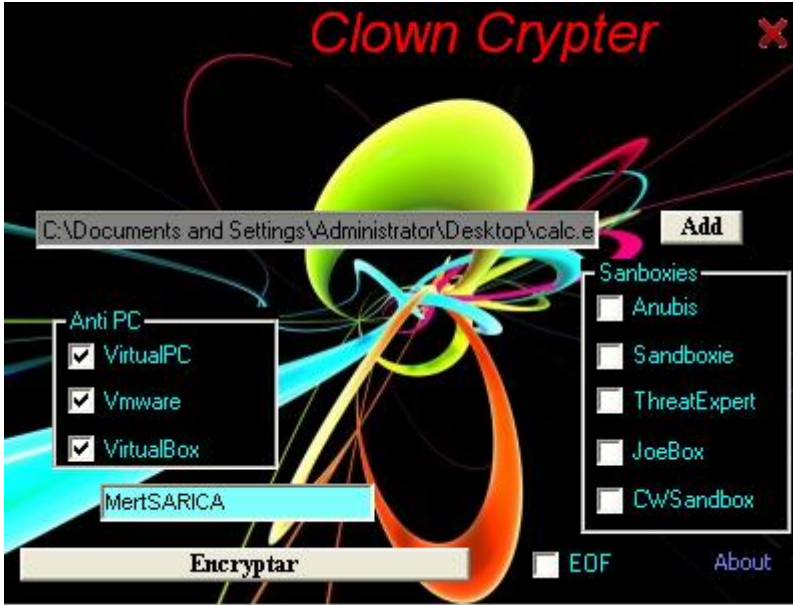 Clown Crypter
C:\Documents and Settings\Administrator\Desktop\calc.e
Add
Sanboxies
Anubis
Sandboxie
ThreatExpert
JoeBox
CWSandbox
Anti PC
VirtualPC
Vmware
VirtualBox
MertSARICA
Encryptar
EOF
About